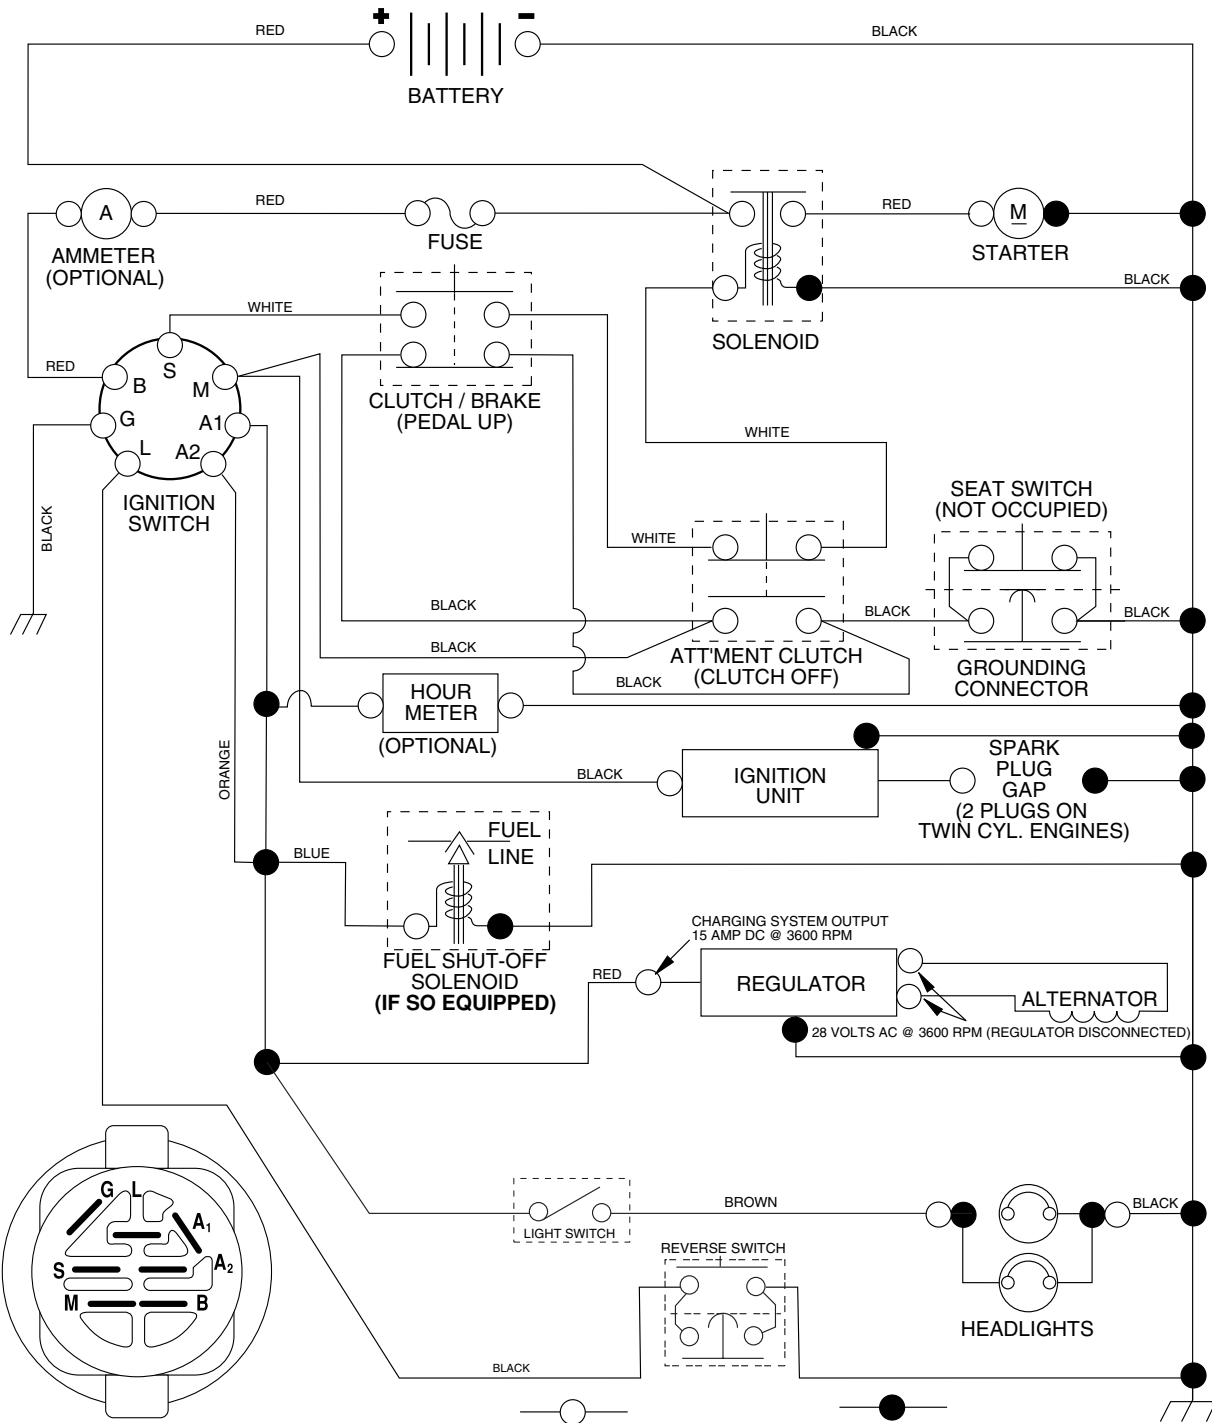 + −
RED
BLACK
BATTERY
A
RED
FUSE
RED
M
STARTER
AMMETER
(OPTIONAL)
WHITE
BLACK
SOLENOID
S
RED
B
M
G
A1
L
A2
IGNITION
SWITCH
CLUTCH / BRAKE
(PEDAL UP)
WHITE
BLACK
SEAT SWITCH
(NOT OCCUPIED)
WHITE
BLACK
BLACK
BLACK
BLACK
ATT'MENT CLUTCH
(CLUTCH OFF)
BLACK
GROUNDING
CONNECTOR
HOUR
METER
(OPTIONAL)
ORANGE
BLACK
IGNITION
UNIT
SPARK
PLUG
GAP
(2 PLUGS ON
TWIN CYL. ENGINES)
BLUE
FUEL
LINE
FUEL SHUT-OFF
SOLENOID
(IF SO EQUIPPED)
CHARGING SYSTEM OUTPUT
15 AMP DC @ 3600 RPM
RED
REGULATOR
ALTERNATOR
28 VOLTS AC @ 3600 RPM (REGULATOR DISCONNECTED)
G L
A1
S
A2
M
B
BROWN
BLACK
LIGHT SWITCH
REVERSE SWITCH
HEADLIGHTS
BLACK